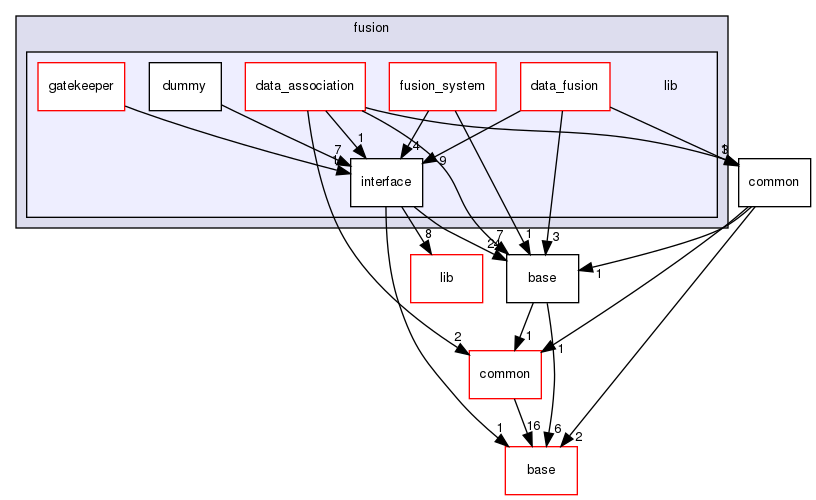 fusion
gatekeeper
dummy
data_association
fusion_system
data_fusion
lib
1
7
1
4
9
3
interface
common
8
7
1
3
1
lib
base
2
1
1
common
1
16
6
2
base